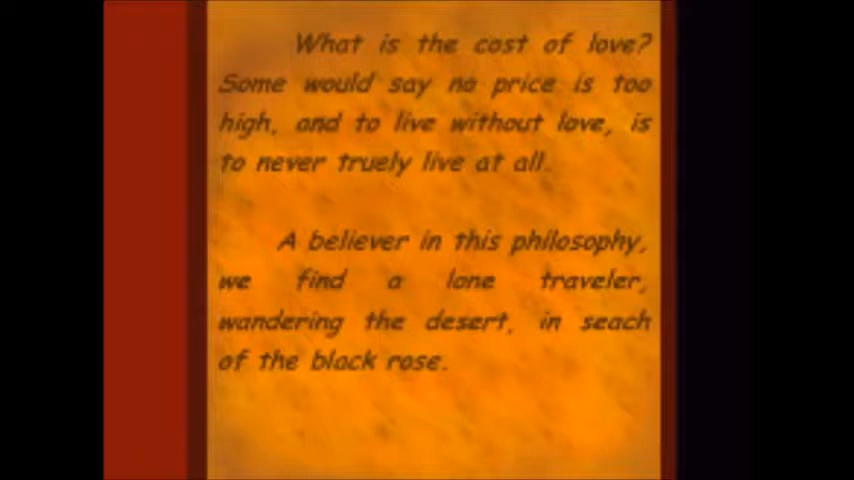 What is the cost of love?
Some would say no price is too
high, and to live without love, is
to never truely live at all.
A believer in this philosophy,
we find a lone traveler,
wandering the desert, in seach
of the black rose.